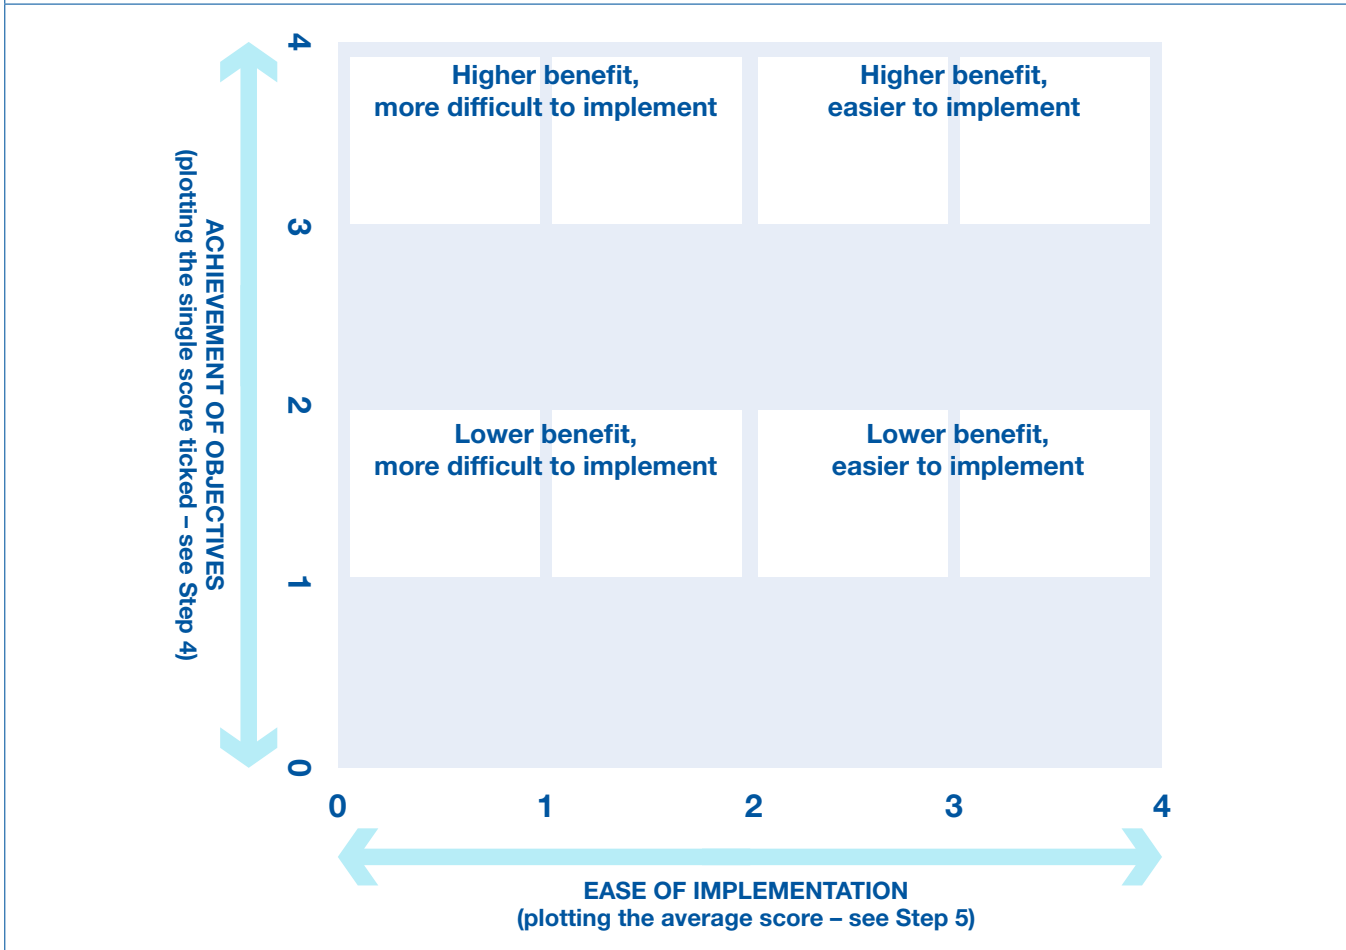 4
Higher benefit,
more difficult to implement
Higher benefit,
easier to implement
3
ACHIEVEMENT OF OBJECTIVES
(plotting the single score ticked – see Step 4)
2
Lower benefit,
more difficult to implement
Lower benefit,
easier to implement
1
0
0 1 2 3 4
EASE OF IMPLEMENTATION
(plotting the average score – see Step 5)